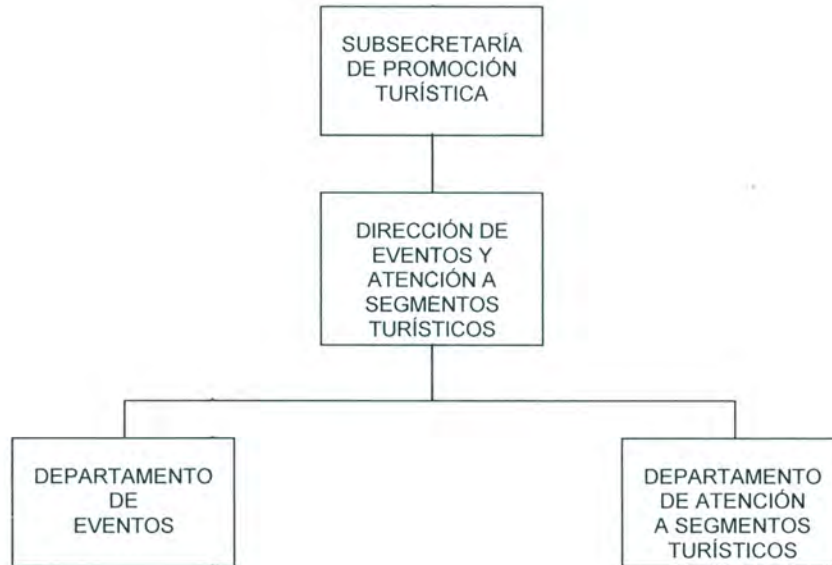 SUBSECRETARÍA
DE PROMOCIÓN
TURÍSTICA
DIRECCIÓN DE
EVENTOS Y
ATENCIÓN A
SEGMENTOS
TURÍSTICOS
DEPARTAMENTO
DE
EVENTOS
DEPARTAMENTO
DE ATENCIÓN
A SEGMENTOS
TURÍSTICOS